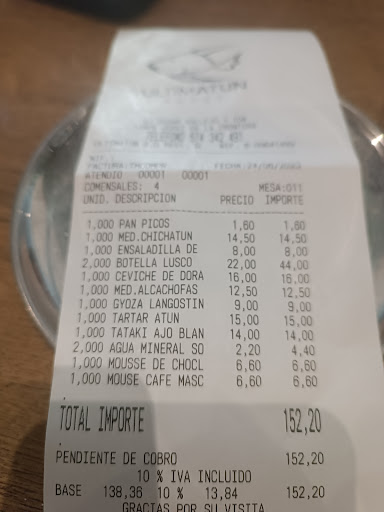 ULTRAMATUN
ATENDIO 00001 00001
COMENSALES: 4 MESA:011
UNID. DESCRIPCION PRECIO IMPORTE
1,000 PAN PICOS 1,60 1,60
1,000 MED.CHICHATUN 14,50 14,50
1,000 ENSALADILLA DE 8,00 8,00
2,000 BOTELLA LUSCO 22,00 44,00
1,000 CEVICHE DE DORA 16,00 16,00
1,000 MED.ALCACHOFAS 12,50 12,50
1,000 GYOZA LANGOSTIN 9,00 9,00
1,000 TARTAR ATUN 15,00 15,00
1,000 TATAKI AJO BLAN 14,00 14,00
2,000 AGUA MINERAL SO 2,20 4,40
1,000 MOUSSE DE CHOCL 6,60 6,60
1,000 MOUSE CAFE MASC 6,60 6,60
TOTAL IMPORTE 152,20
PENDIENTE DE COBRO 152,20
10 % IVA INCLUIDO
BASE 138,36 10 % 13,84 152,20
GRACIAS POR SU VISITA